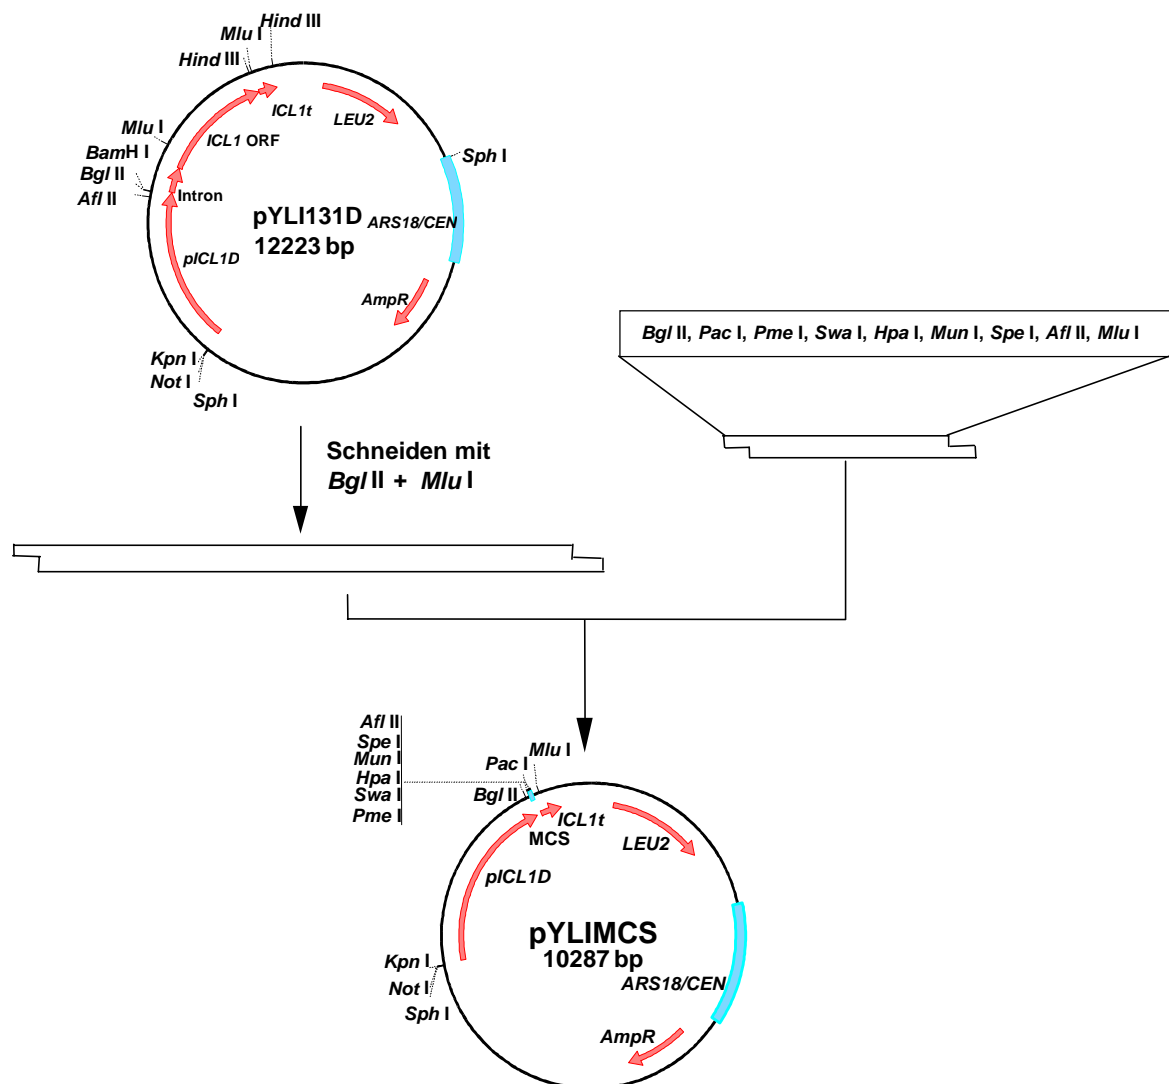 Hind III
Mlu I
Hind III
ICL1t
LEU2
Mlu I
ICL1 ORF
BamH I
Sph I
Bgl II
Afl II
Intron
pYLI131D
ARS18/CEN
12223 bp
pICL1D
AmpR
Kpn I
Not I
Sph I
Bgl II, Pac I, Pme I, Swa I, Hpa I, Mun I, Spe I, Afl II, Mlu I
Schneiden mit
Bgl II + Mlu I
Afl II
Spe I
Mun I
Hpa I
Swa I
Pme I
Pac I
Mlu I
Bgl II
ICL1t
MCS
LEU2
pICL1D
pYLIMCS
10287 bp
Kpn I
ARS18/CEN
Not I
Sph I
AmpR